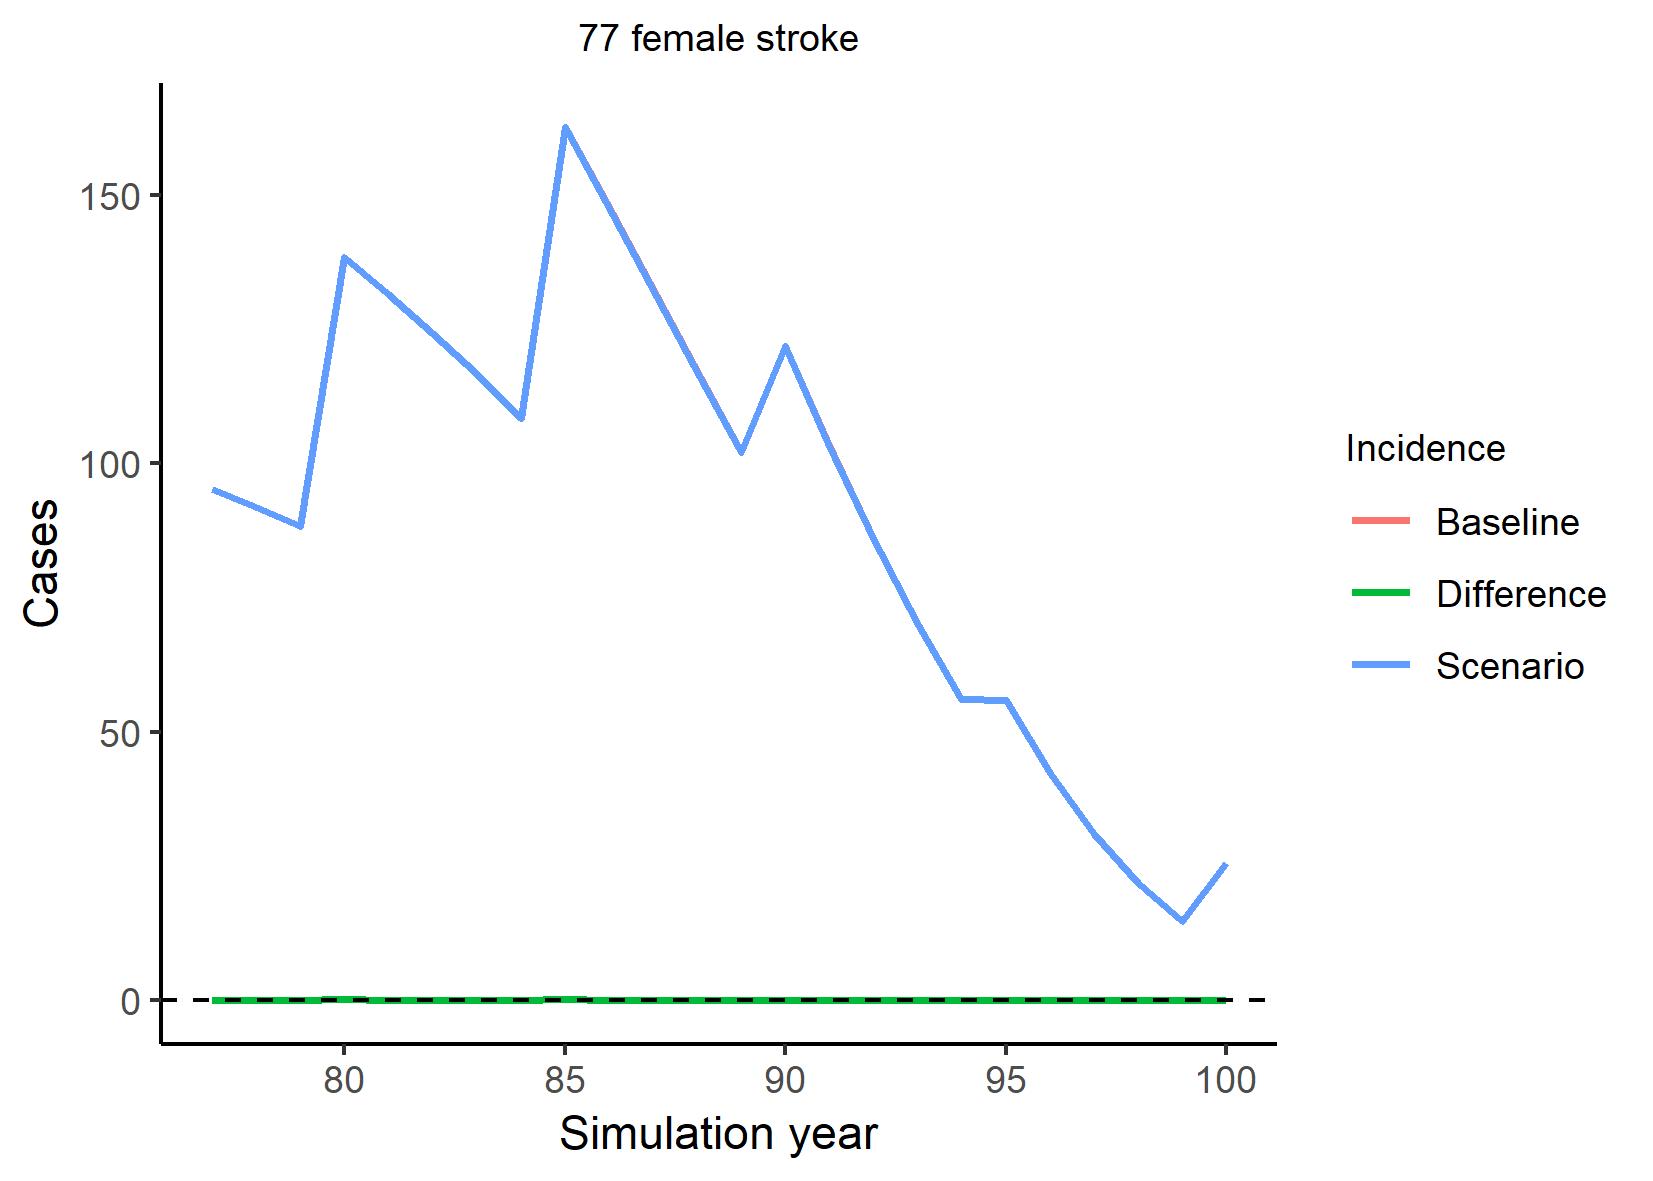 77 female stroke
Cases
150
100
50
0
80 85 90 95 100
Simulation year
Incidence
Baseline
Difference
Scenario